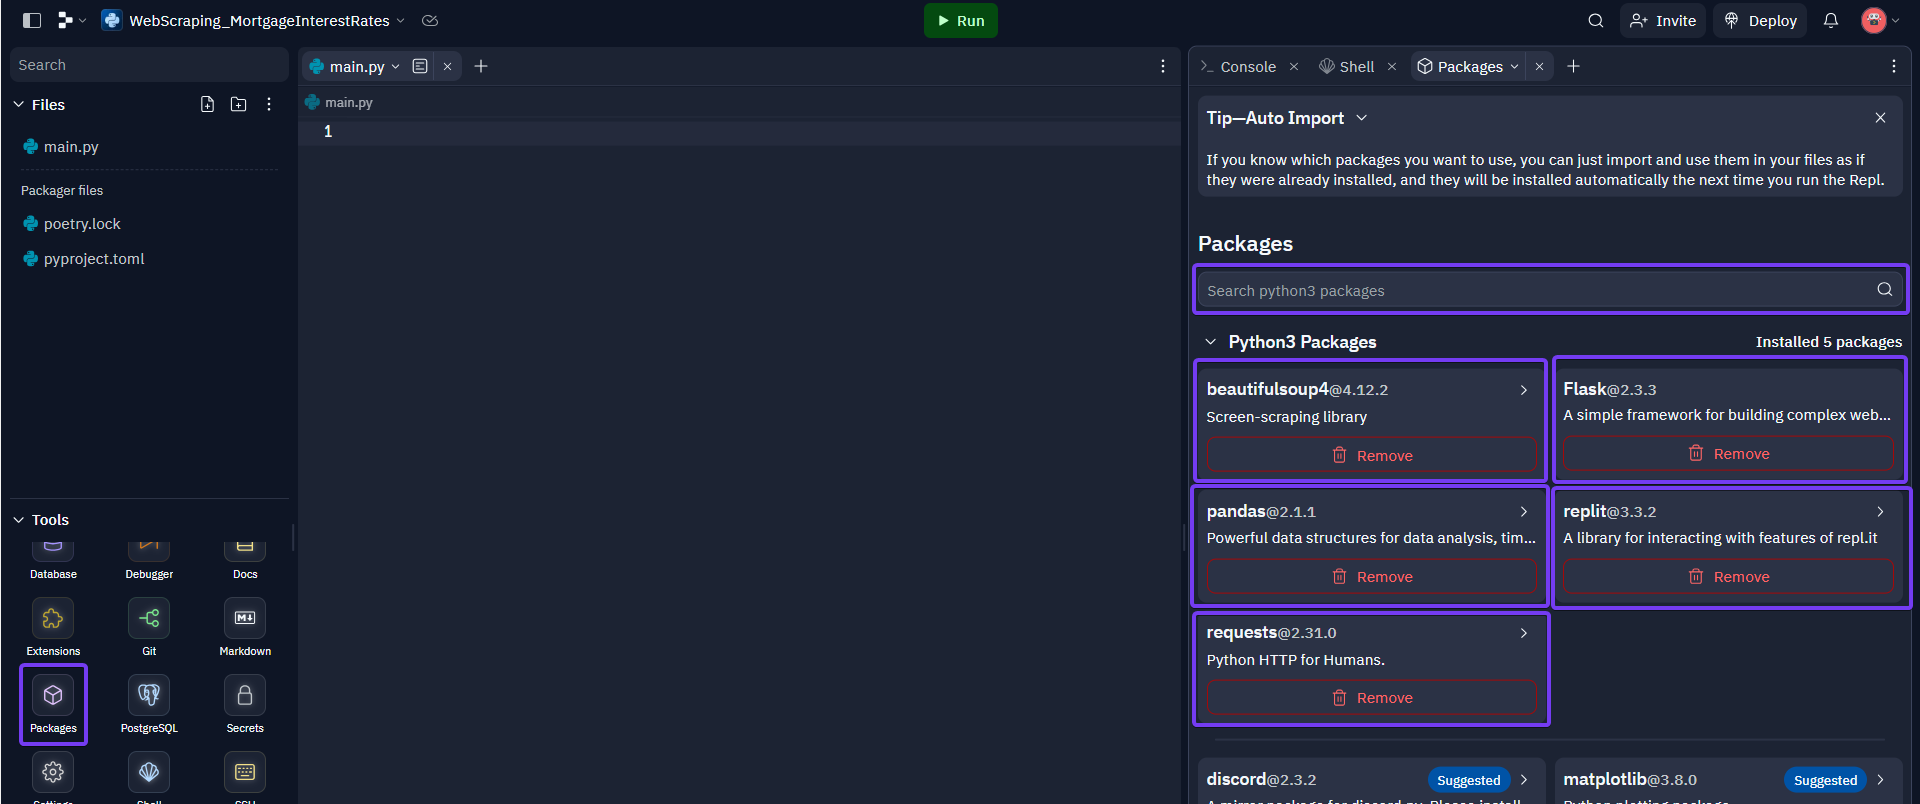 WebScraping_MortgageInterestRates
Run
Invite
Deploy
Search
Files
main.py
Packager files
poetry.lock
pyproject.toml
Tools
Database
Debugger
Docs
Extensions
Git
Markdown
Packages
PostgreSQL
Secrets
main.py
main.py
1
Console
Shell
Packages
Tip—Auto Import
If you know which packages you want to use, you can just import and use them in your files as if
they were already installed, and they will be installed automatically the next time you run the Repl.
Packages
Search python3 packages
Python3 Packages
Installed 5 packages
beautifulsoup4@4.12.2
Screen-scraping library
Remove
Flask@2.3.3
A simple framework for building complex web...
Remove
pandas@2.1.1
Powerful data structures for data analysis, tim...
Remove
replit@3.3.2
A library for interacting with features of repl.it
Remove
requests@2.31.0
Python HTTP for Humans.
Remove
discord@2.3.2
Suggested
matplotlib@3.8.0
Suggested